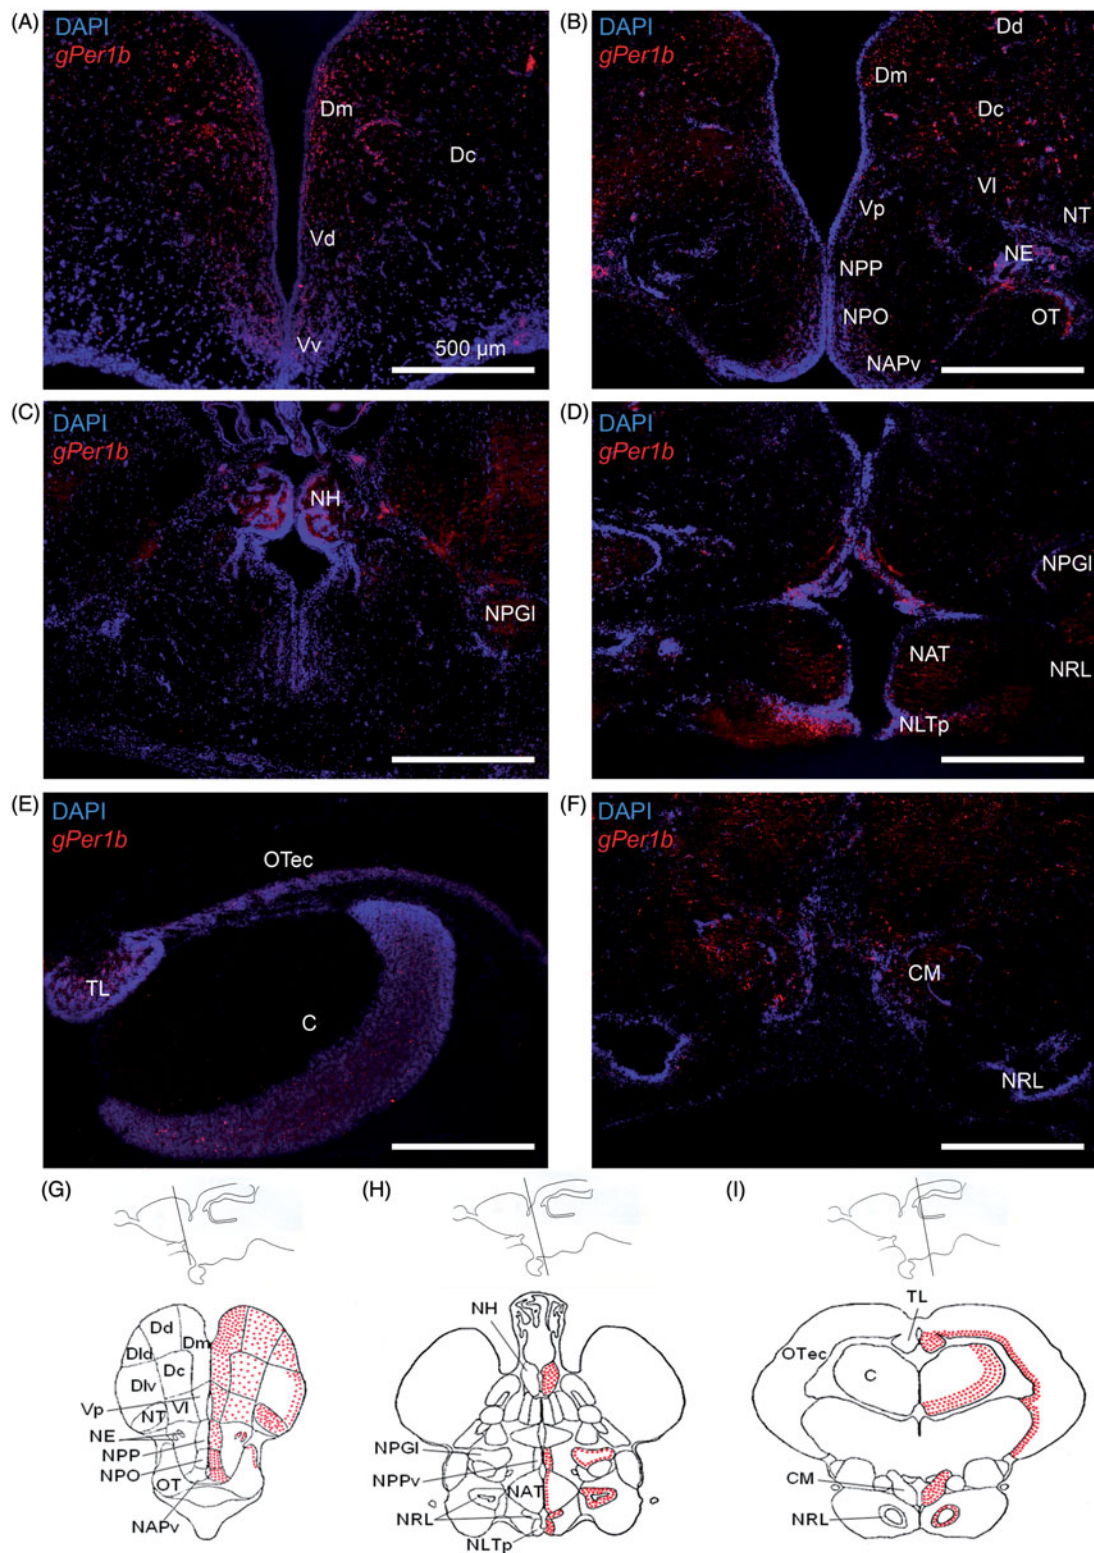 (A)
DAPI
gPer1b
Dm
Dc
Vd
Vv
500 µm
(B)
DAPI
gPer1b
Dd
Dm
Dc
Vl
Vp
NT
NE
NPP
NPO
OT
NAPv
(C)
DAPI
gPer1b
NH
NPGl
(D)
DAPI
gPer1b
NPGl
NAT
NRL
NLTp
(E)
DAPI
gPer1b
OTec
TL
C
(F)
DAPI
gPer1b
CM
NRL
(G)
Dd
Dm
Dld
Dc
Dlv
Vp
Vl
NT
NE
NPP
NPO
OT
NAPv
(H)
NH
NPGl
NPPv
NAT
NRL
NLTp
(I)
TL
OTec
C
CM
NRL